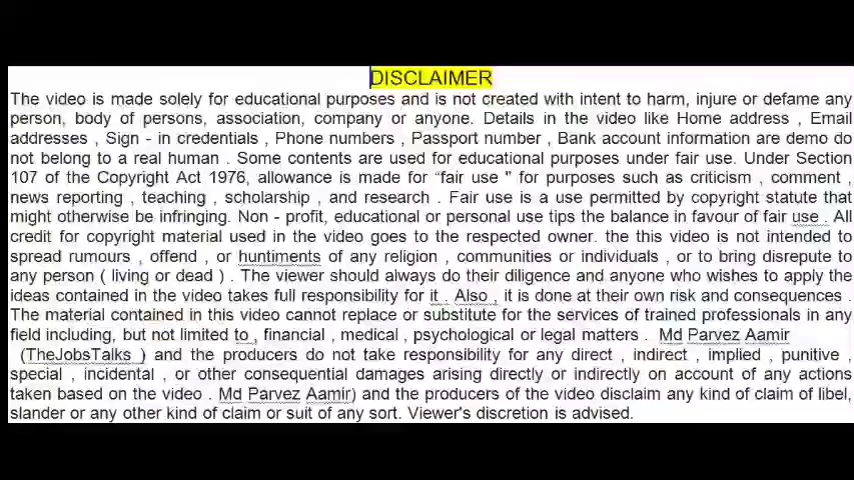 DISCLAIMER
The video is made solely for educational purposes and is not created with intent to harm, injure or defame any
person, body of persons, association, company or anyone. Details in the video like Home address , Email
addresses , Sign - in credentials , Phone numbers , Passport number , Bank account information are demo do
not belong to a real human . Some contents are used for educational purposes under fair use. Under Section
107 of the Copyright Act 1976, allowance is made for “fair use " for purposes such as criticism , comment ,
news reporting , teaching , scholarship , and research . Fair use is a use permitted by copyright statute that
might otherwise be infringing. Non - profit, educational or personal use tips the balance in favour of fair use . All
credit for copyright material used in the video goes to the respected owner. the this video is not intended to
spread rumours , offend , or huntiments of any religion , communities or individuals , or to bring disrepute to
any person ( living or dead ) . The viewer should always do their diligence and anyone who wishes to apply the
ideas contained in the video takes full responsibility for it . Also , it is done at their own risk and consequences .
The material contained in this video cannot replace or substitute for the services of trained professionals in any
field including, but not limited to , financial , medical , psychological or legal matters . Md Parvez Aamir
(TheJobsTalks ) and the producers do not take responsibility for any direct , indirect , implied , punitive ,
special , incidental , or other consequential damages arising directly or indirectly on account of any actions
taken based on the video . Md Parvez Aamir) and the producers of the video disclaim any kind of claim of libel,
slander or any other kind of claim or suit of any sort. Viewer's discretion is advised.